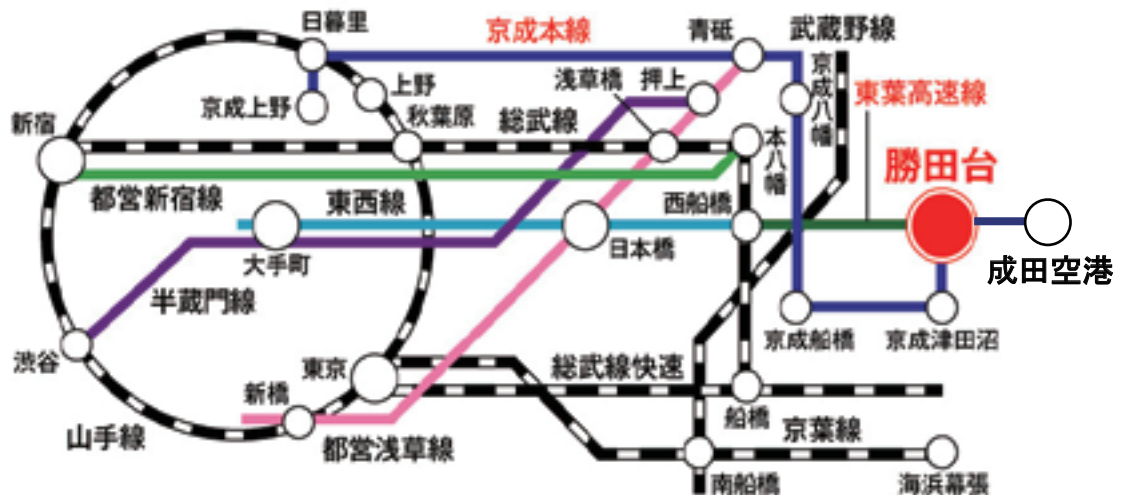 日暮里
京成本線
青砥
武蔵野線
京成八幡
浅草橋
押上
上野
京成上野
東葉高速線
新宿
秋葉原
総武線
本八幡
勝田台
都営新宿線
東西線
西船橋
大手町
日本橋
成田空港
半蔵門線
京成船橋
京成津田沼
渋谷
東京
総武線快速
新橋
船橋
山手線
都営浅草線
京葉線
南船橋
海浜幕張